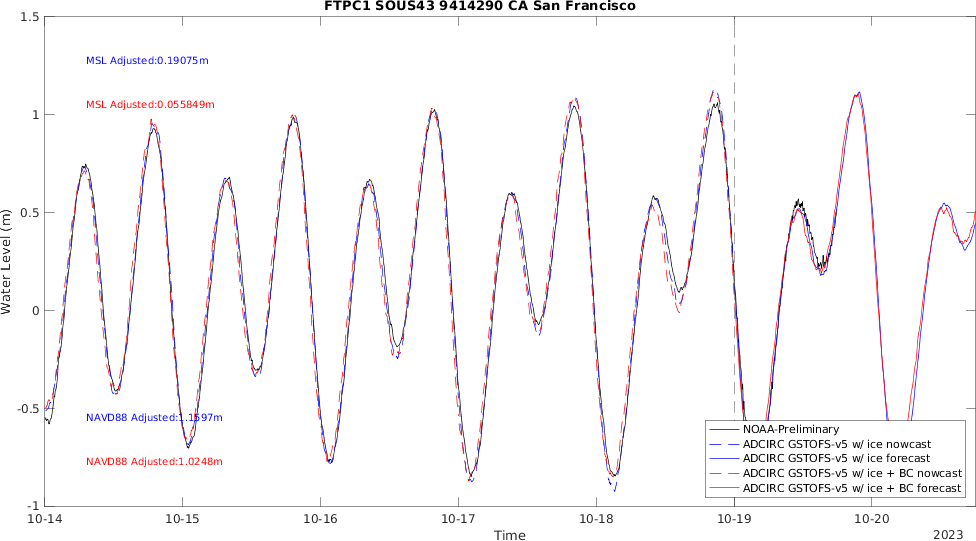 FTPC1 SOUS43 9414290 CA San Francisco
1.5
MSL Adjusted:0.19075m
MSL Adjusted:0.055849m
1
0.5
Water Level (m)
0
-0.5
NAVD88 Adjusted:1.1597m
NOAA-Preliminary
ADCIRC GSTOFS-v5 w/ ice nowcast
ADCIRC GSTOFS-v5 w/ ice forecast
NAVD88 Adjusted:1.0248m
ADCIRC GSTOFS-v5 w/ ice + BC nowcast
ADCIRC GSTOFS-v5 w/ ice + BC forecast
-1
10-14 10-15 10-16 10-17 10-18 10-19 10-20
Time
2023